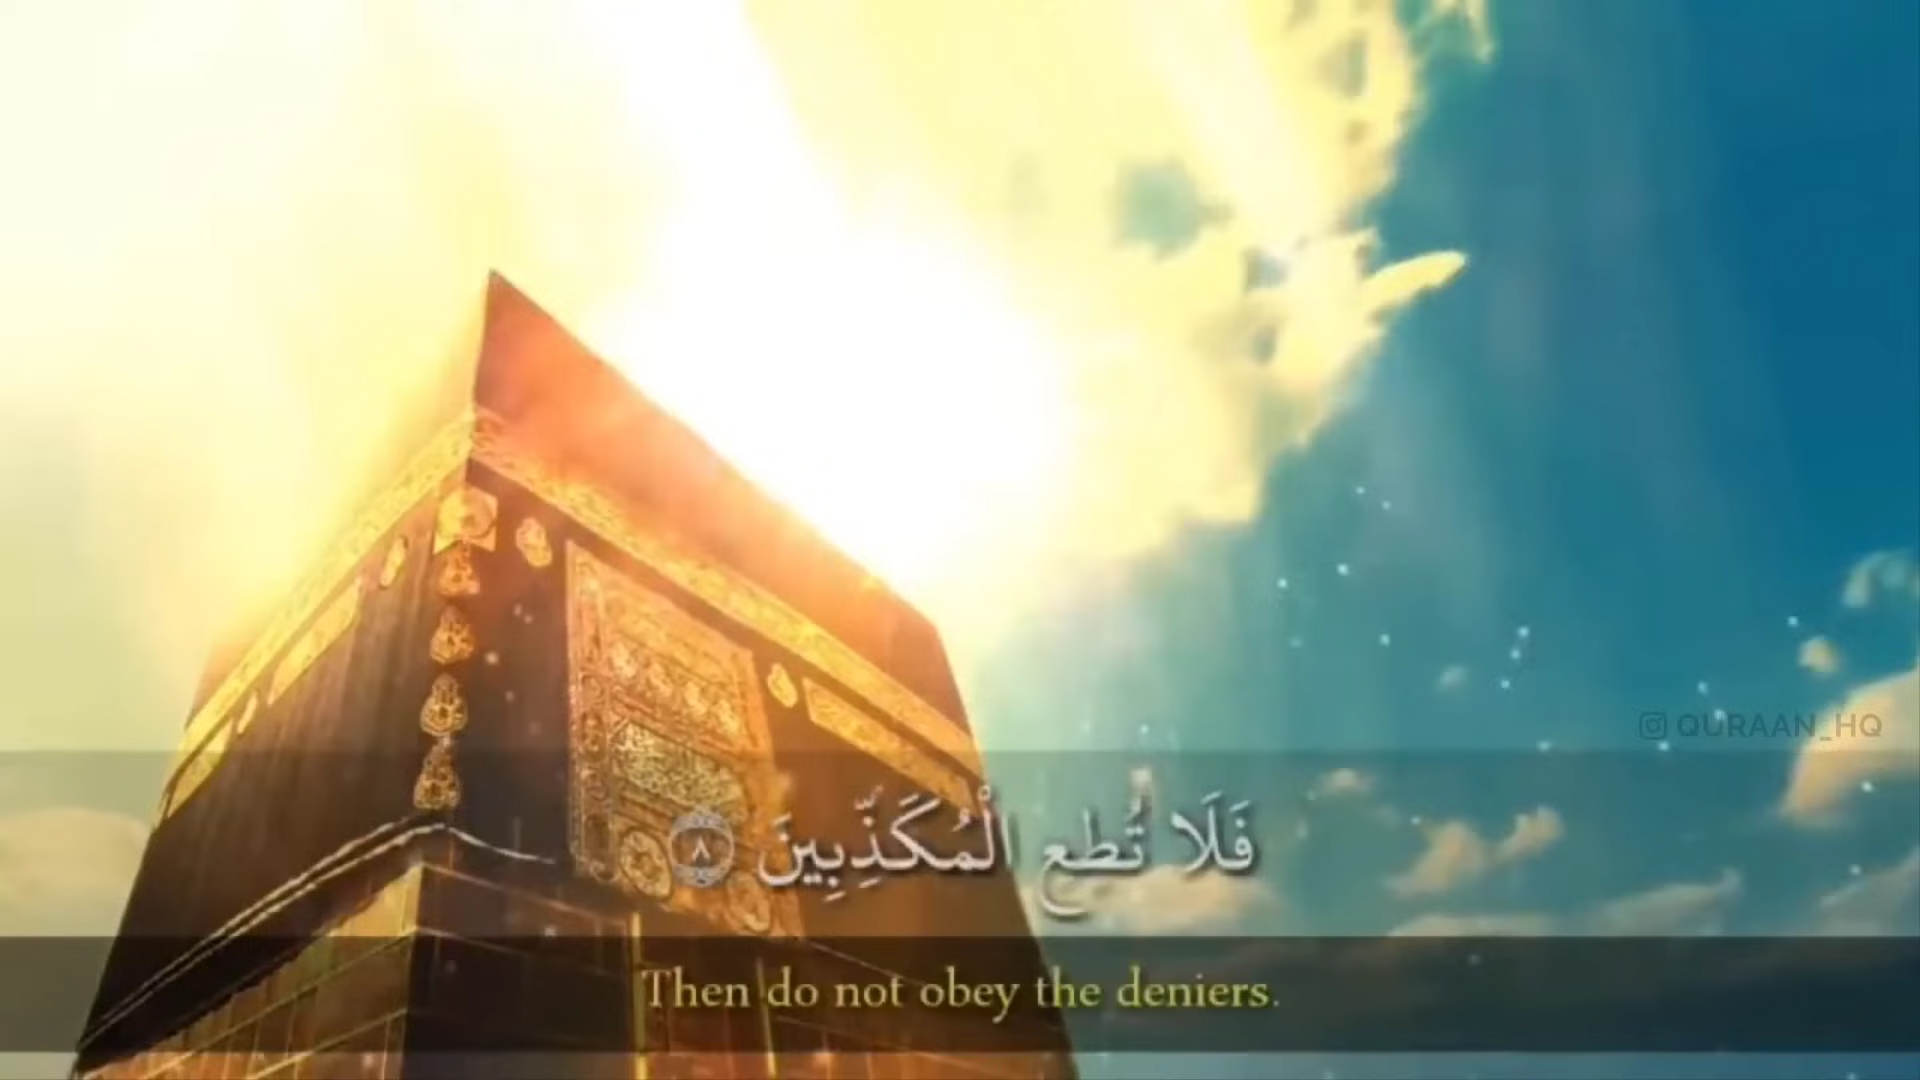 QURAAN_HQ
فَلَا تُطِعِ الْمُكَذِّبِينَ ٨
Then do not obey the deniers.